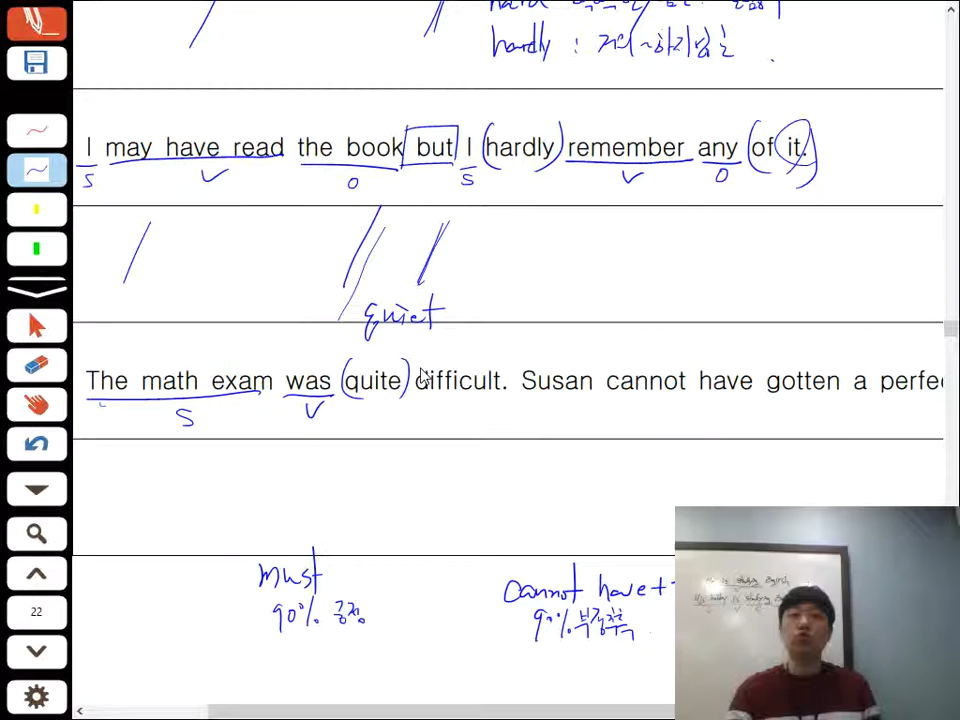 hardly : 거의 ~하지 않는
I may have read the book but I (hardly) remember any (of it.)
S V O S V O
quiet
The math exam was (quite) difficult. Susan cannot have gotten a perfe
S V
must
cannot have +
90% 긍정
90% 부정추측
22